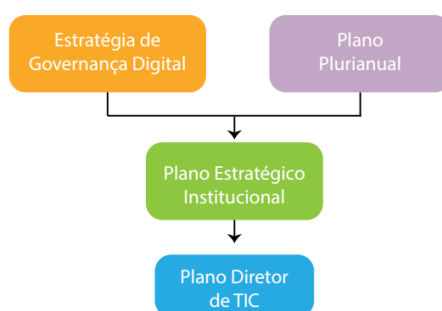 Estratégia de
Governança Digital
Plano
Plurianual
Plano Estratégico
Institucional
Plano Diretor
de TIC